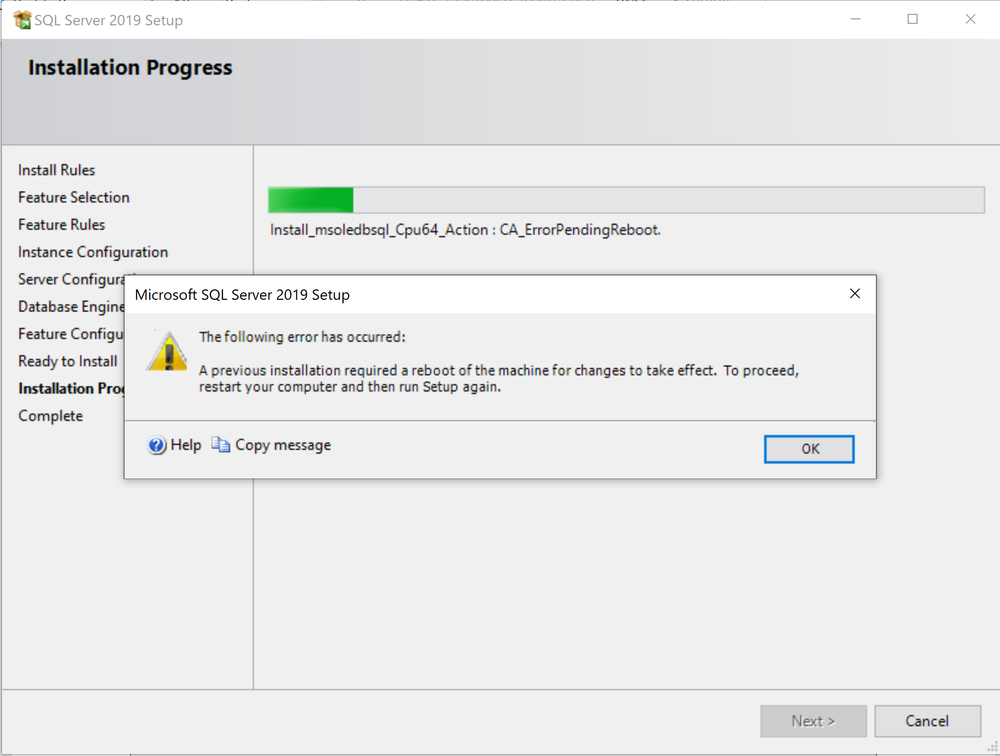 SQL Server 2019 Setup
Installation Progress
Install Rules
Feature Selection
Feature Rules
Instance Configuration
Server Configura
Database Engine
Feature Configu
Ready to Install
Installation Prog
Complete
Install_msoledbsql_Cpu64_Action : CA_ErrorPendingReboot.
Microsoft SQL Server 2019 Setup
The following error has occurred:
A previous installation required a reboot of the machine for changes to take effect.  To proceed,
restart your computer and then run Setup again.
Help
Copy message
OK
Next >
Cancel